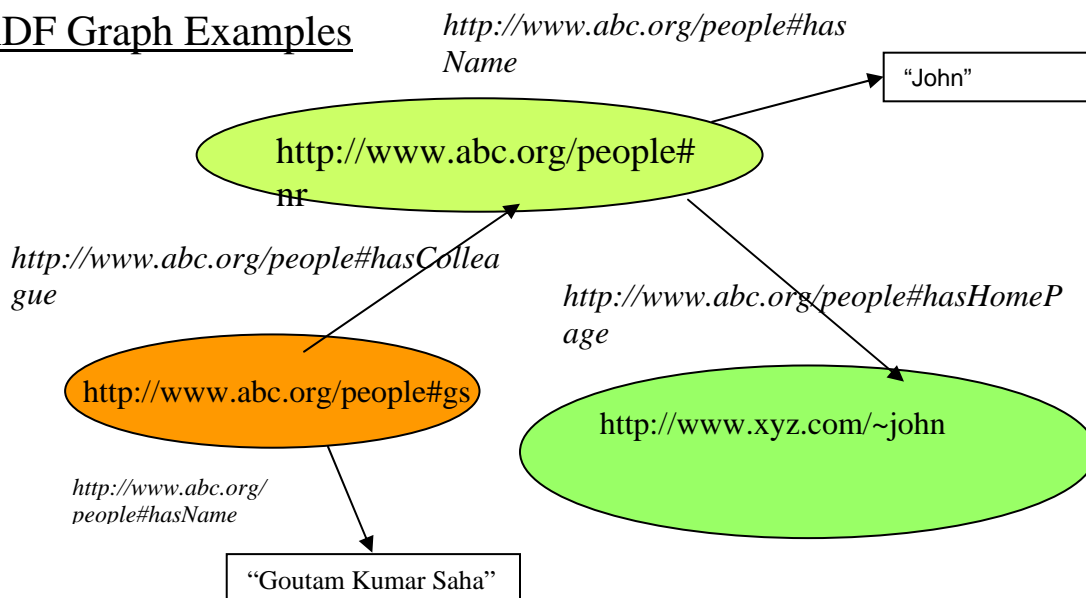 DF Graph Examples
http://www.abc.org/people#has
Name
“John”
http://www.abc.org/people#
nr
http://www.abc.org/people#hasCollea
gue
http://www.abc.org/people#hasHomeP
age
http://www.abc.org/people#gs
http://www.xyz.com/~john
http://www.abc.org/
people#hasName
“Goutam Kumar Saha”